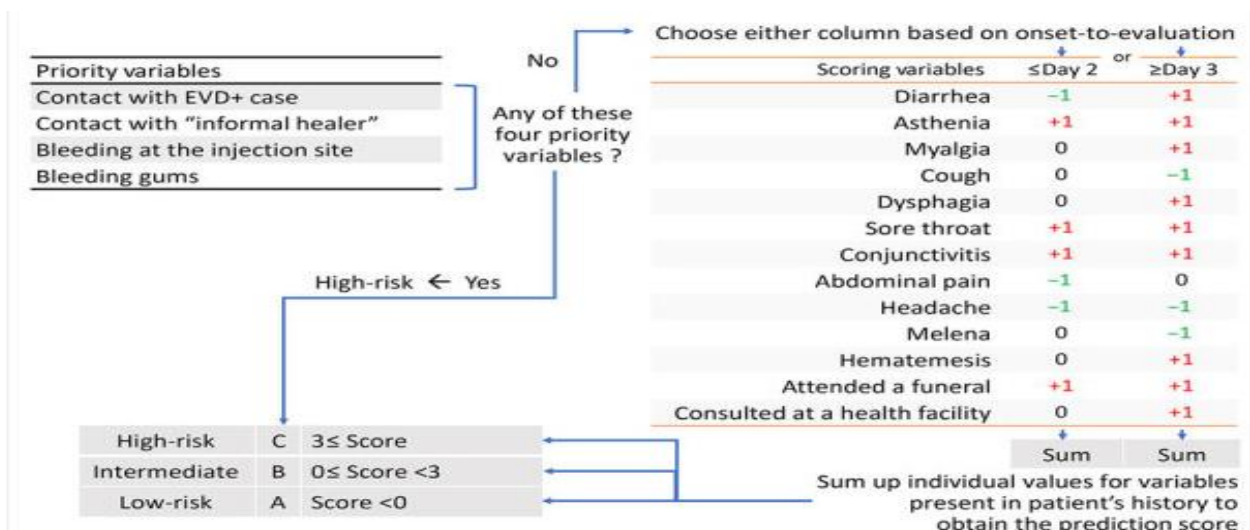 Priority variables
Contact with EVD+ case
Contact with “informal healer”
Bleeding at the injection site
Bleeding gums
No
Any of these
four priority
variables ?
High-risk ← Yes
Choose either column based on onset-to-evaluation
or
Scoring variables ≤Day 2 ≥Day 3
Diarrhea −1 +1
Asthenia +1 +1
Myalgia 0 +1
Cough 0 −1
Dysphagia 0 +1
Sore throat +1 +1
Conjunctivitis +1 +1
Abdominal pain −1 0
Headache −1 −1
Melena 0 −1
Hematemesis 0 +1
Attended a funeral +1 +1
Consulted at a health facility 0 +1
Sum Sum
Sum up individual values for variables
present in patient’s history to
obtain the prediction score
High-risk C 3≤ Score
Intermediate B 0≤ Score <3
Low-risk A Score <0